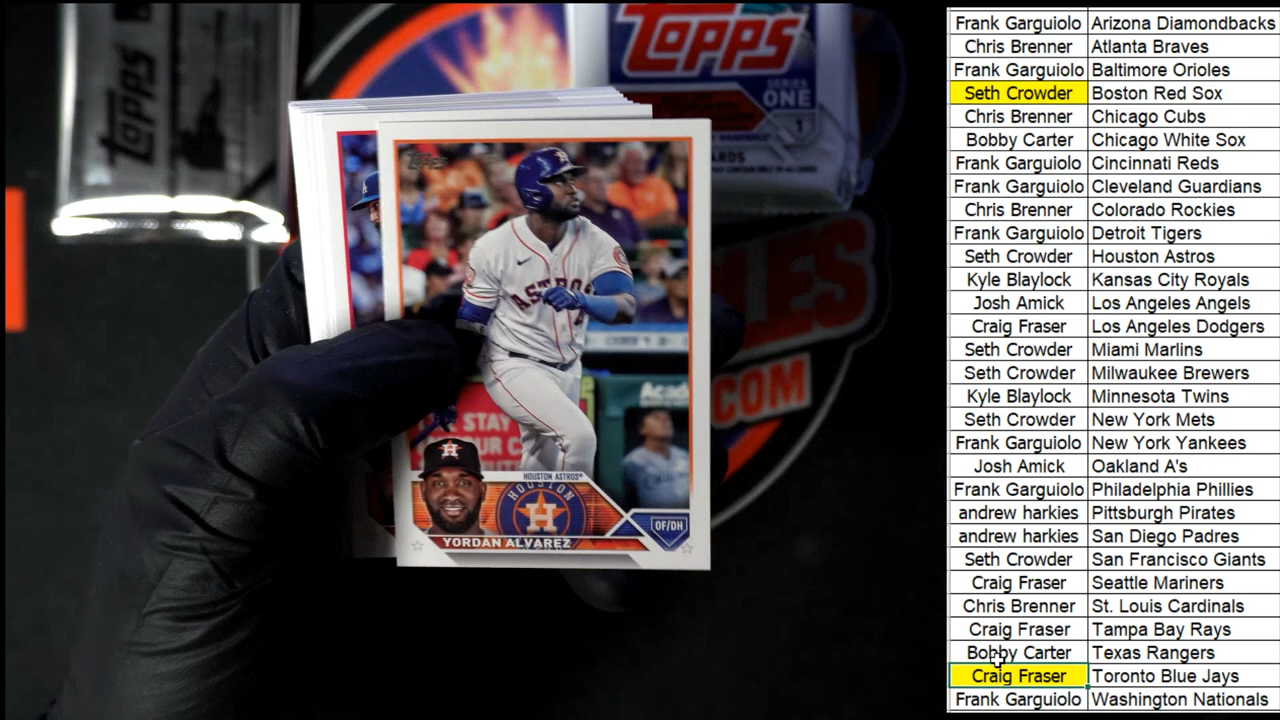 TOPPS
Topps
SERIES
ONE
1
.COM
Topps
ASTROS
Acade
STAY
HOUSTON ASTROS
HOUSTON
H
OF/DH
YORDAN ALVAREZ
Frank Garguiolo Arizona Diamondbacks
Chris Brenner Atlanta Braves
Frank Garguiolo Baltimore Orioles
Seth Crowder Boston Red Sox
Chris Brenner Chicago Cubs
Bobby Carter Chicago White Sox
Frank Garguiolo Cincinnati Reds
Frank Garguiolo Cleveland Guardians
Chris Brenner Colorado Rockies
Frank Garguiolo Detroit Tigers
Seth Crowder Houston Astros
Kyle Blaylock Kansas City Royals
Josh Amick Los Angeles Angels
Craig Fraser Los Angeles Dodgers
Seth Crowder Miami Marlins
Seth Crowder Milwaukee Brewers
Kyle Blaylock Minnesota Twins
Seth Crowder New York Mets
Frank Garguiolo New York Yankees
Josh Amick Oakland A's
Frank Garguiolo Philadelphia Phillies
andrew harkies Pittsburgh Pirates
andrew harkies San Diego Padres
Seth Crowder San Francisco Giants
Craig Fraser Seattle Mariners
Chris Brenner St. Louis Cardinals
Craig Fraser Tampa Bay Rays
Bobby Carter Texas Rangers
Craig Fraser Toronto Blue Jays
Frank Garguiolo Washington Nationals